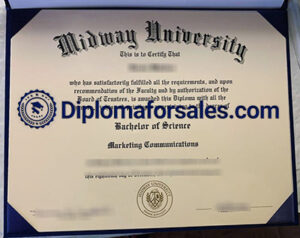 Midway University
This is to Certify That
who has satisfactorily fulfilled all the requirements, and upon
recommendation of the Faculty and by authorization of the
Board of Trustees, is awarded this Diploma with all the
Diplomaforsales.com
Bachelor of Science
Marketing Communications